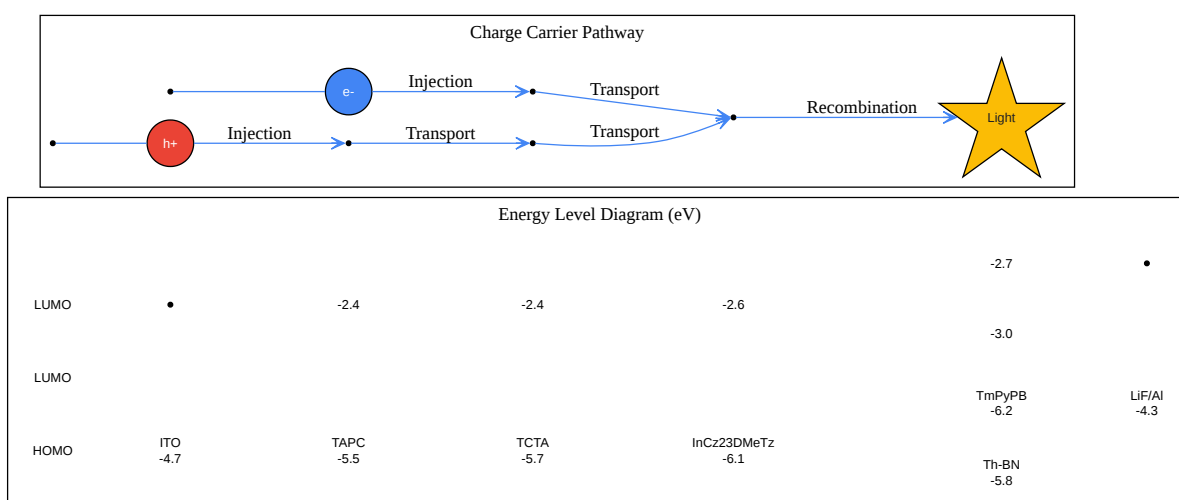 Charge Carrier Pathway
e-
Injection
Transport
h+
Injection
Transport
Transport
Recombination
Light
Energy Level Diagram (eV)
-2.7
LUMO
-2.4
-2.4
-2.6
-3.0
LUMO
TmPyPB
-6.2
LiF/Al
-4.3
HOMO
ITO
-4.7
TAPC
-5.5
TCTA
-5.7
InCz23DMeTz
-6.1
Th-BN
-5.8